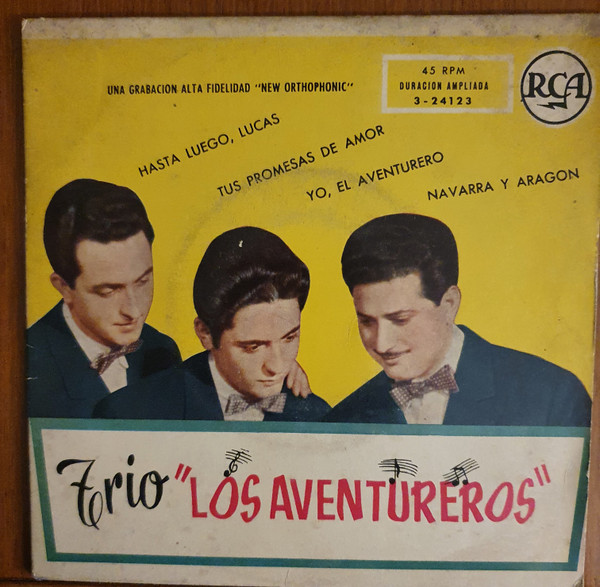 UNA GRABACION ALTA FIDELIDAD "NEW ORTHOPHONIC"
45 RPM
DURACION AMPLIADA
3-24123
RCA
HASTA LUEGO, LUCAS
TUS PROMESAS DE AMOR
YO, EL AVENTURERO
NAVARRA Y ARAGON
Trio "LOS AVENTUREROS"